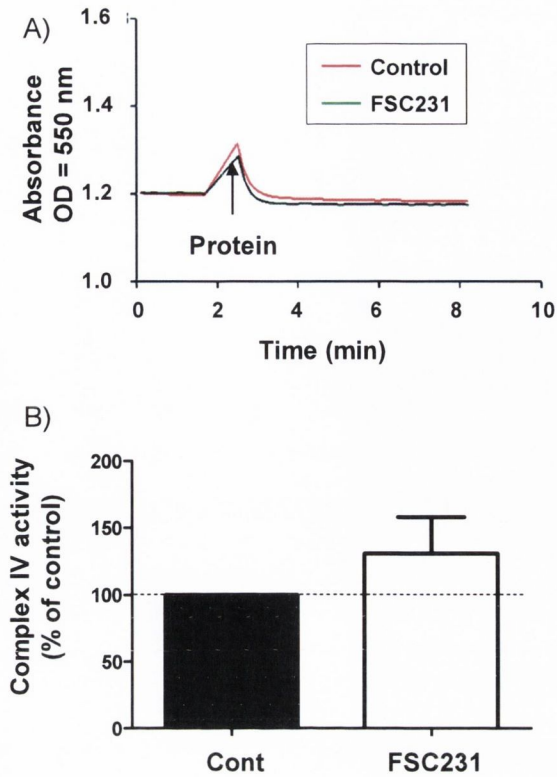 A)
Absorbance
OD = 550 nm
1.6
1.4
1.2
1.0
Control
FSC231
Protein
0
2
4
6
8
10
Time (min)
B)
Complex IV activity
(% of control)
200
150
100
50
0
Cont
FSC231